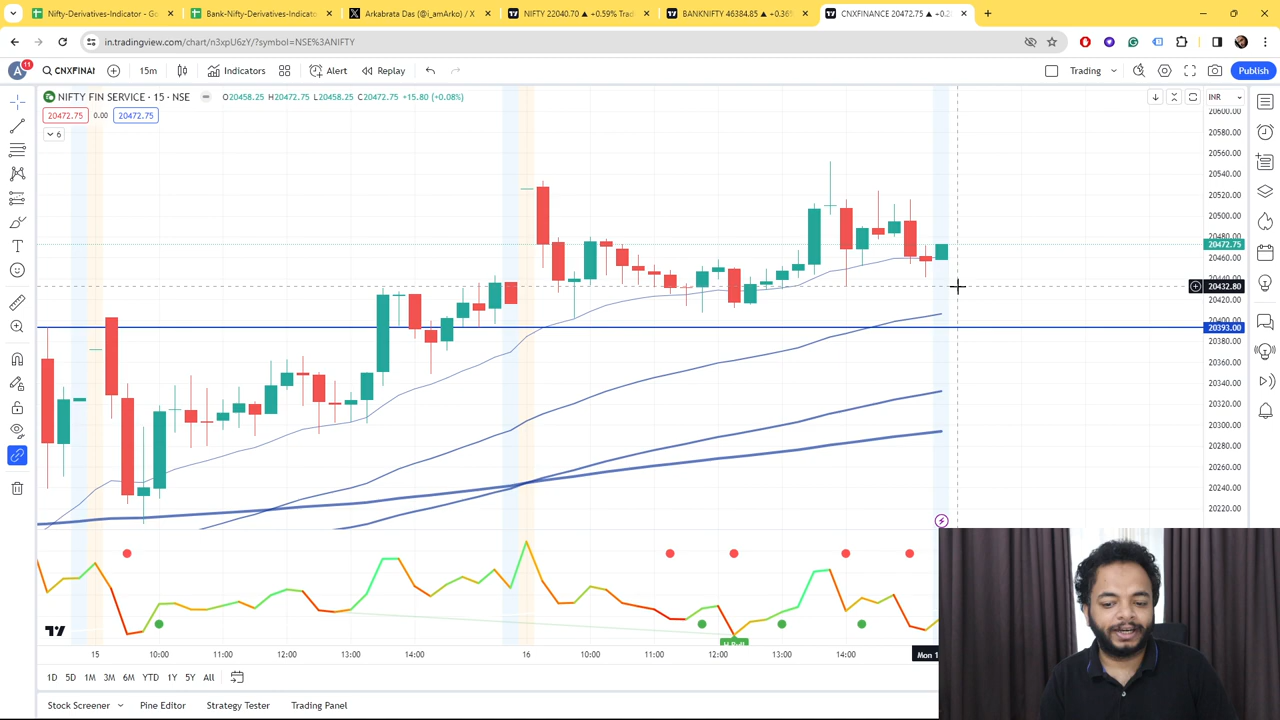 Nifty-Derivatives-Indicator - Go
Bank-Nifty-Derivatives-Indicato
Arkabrata Das (@i_amArko) / X
NIFTY 22040.70 ▲ +0.59% Tra
BANKNIFTY 46384.85 ▲ +0.36%
CNXFINANCE 20472.75 ▲ +0.2
in.tradingview.com/chart/n3xpU6zY/?symbol=NSE%3ANIFTY
A 11
CNXFINAN
15m
Indicators
Alert
Replay
Trading
Publish
NIFTY FIN SERVICE · 15 · NSE
O20458.25 H20472.75 L20458.25 C20472.75 +15.80 (+0.08%)
INR
20472.75
0.00
20472.75
6
20600.00
20580.00
20560.00
20540.00
20520.00
20500.00
20480.00
20472.75
20460.00
20440.00
20432.80
20420.00
20400.00
20393.00
20380.00
20360.00
20340.00
20320.00
20300.00
20280.00
20260.00
20240.00
20220.00
H Bull
15
10:00
11:00
12:00
13:00
14:00
16
10:00
11:00
12:00
13:00
14:00
Mon 1
1D
5D
1M
3M
6M
YTD
1Y
5Y
All
Stock Screener
Pine Editor
Strategy Tester
Trading Panel